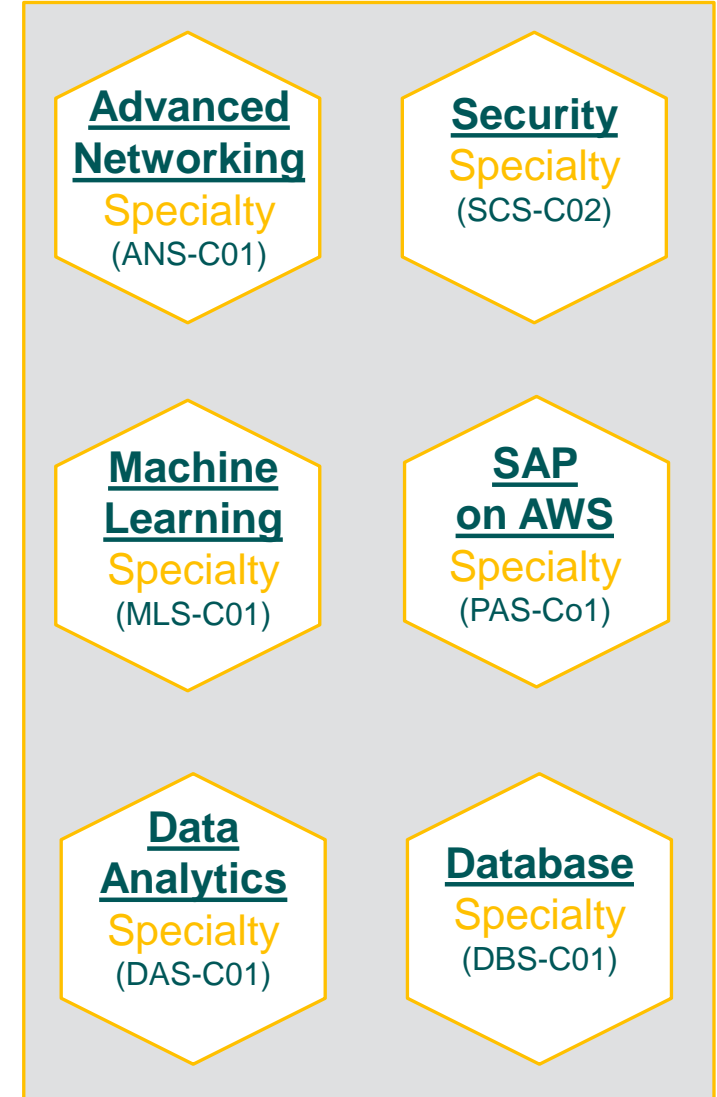 Advanced
Networking
Specialty
(ANS-C01)
Security
Specialty
(SCS-C02)
Machine
Learning
Specialty
(MLS-C01)
SAP
on AWS
Specialty
(PAS-Co1)
Data
Analytics
Specialty
(DAS-C01)
Database
Specialty
(DBS-C01)